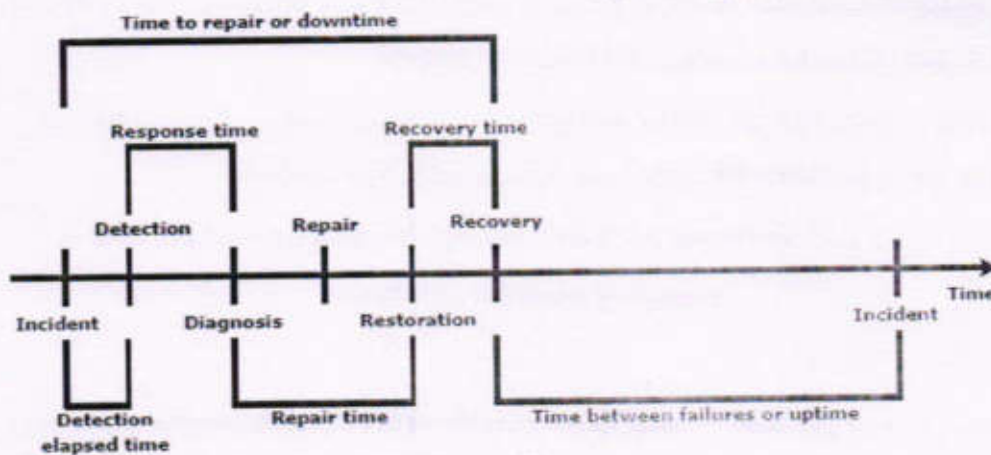 Time to repair or downtime
Response time
Recovery time
Detection
Repair
Recovery
Incident
Diagnosis
Restoration
Incident
Time
Detection
elapsed time
Repair time
Time between failures or uptime